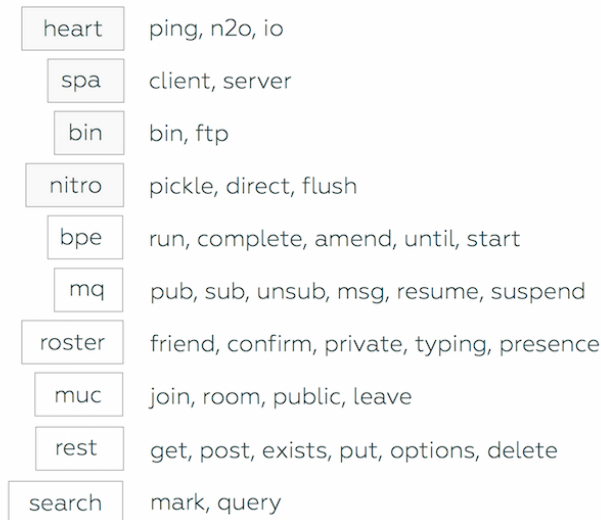 heart ping, n2o, io
spa client, server
bin bin, ftp
nitro pickle, direct, flush
bpe run, complete, amend, until, start
mq pub, sub, unsub, msg, resume, suspend
roster friend, confirm, private, typing, presence
muc join, room, public, leave
rest get, post, exists, put, options, delete
search mark, query